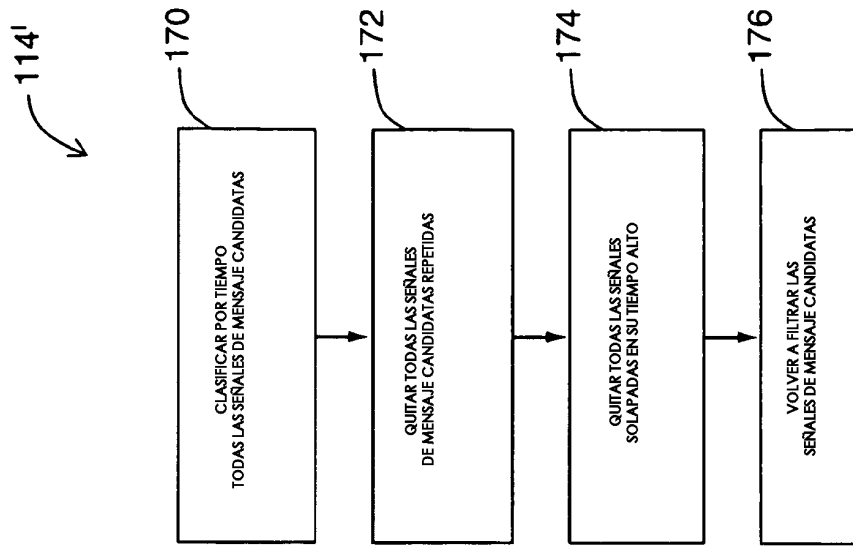 114'
170
CLASIFICAR POR TIEMPO
TODAS LAS SEÑALES DE MENSAJE CANDIDATAS
172
QUITAR TODAS LAS SEÑALES
DE MENSAJE CANDIDATAS REPETIDAS
174
QUITAR TODAS LAS SEÑALES
SOLAPADAS EN SU TIEMPO ALTO
176
VOLVER A FILTRAR LAS
SEÑALES DE MENSAJE CANDIDATAS